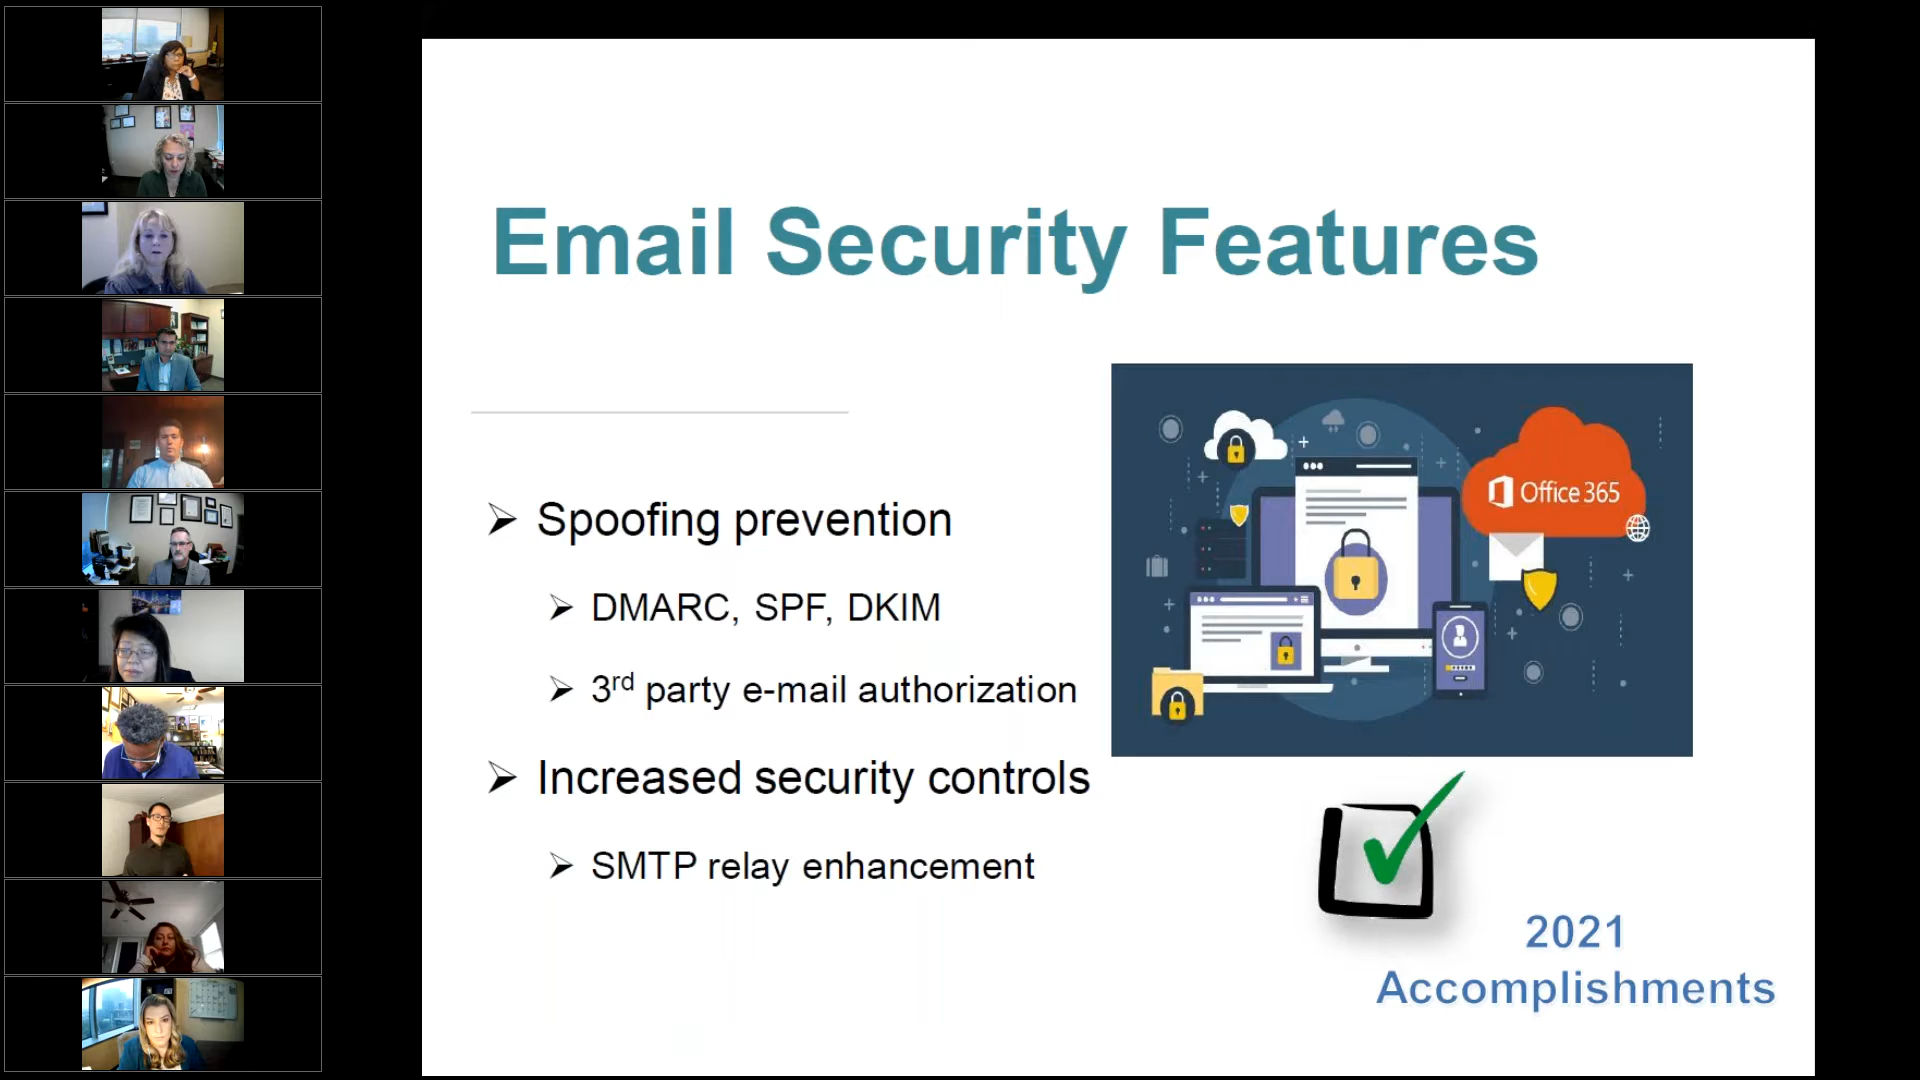 Email Security Features
Spoofing prevention
DMARC, SPF, DKIM
3rd party e-mail authorization
Increased security controls
SMTP relay enhancement
Office 365
2021
Accomplishments